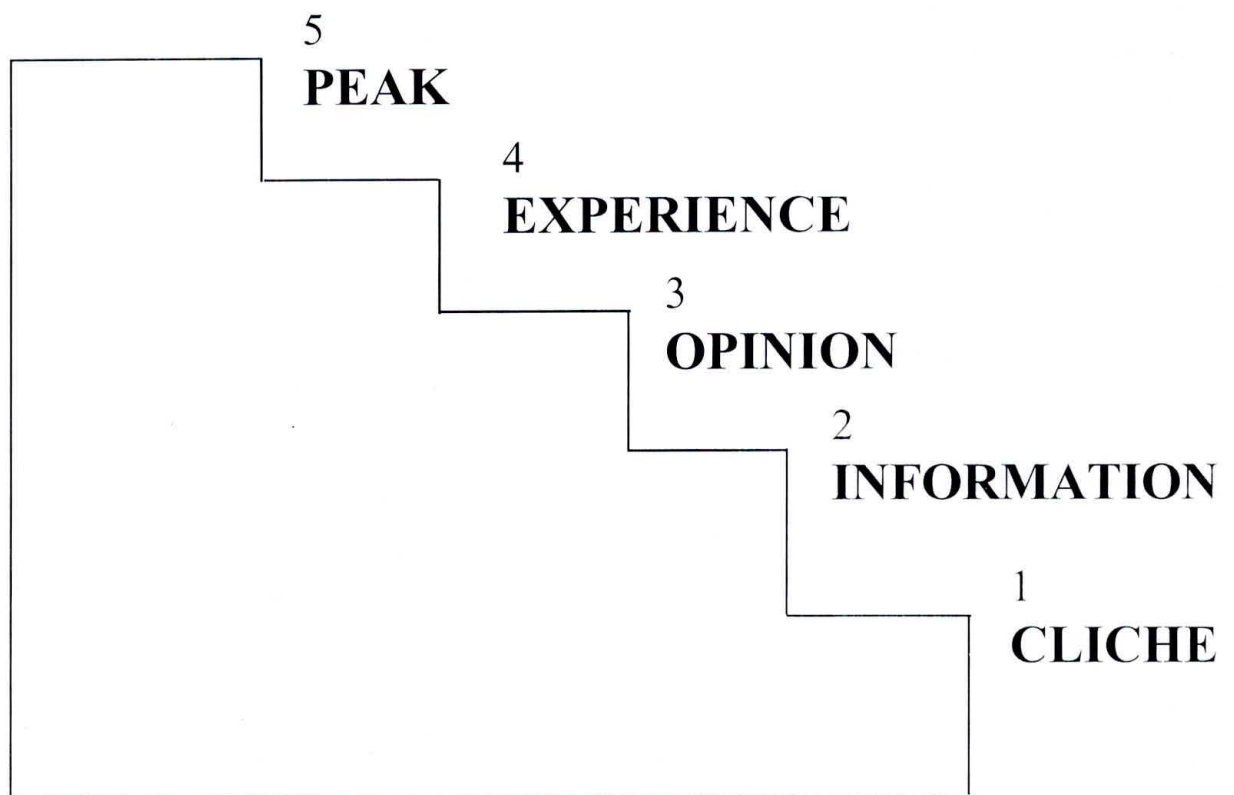 5
PEAK
4
EXPERIENCE
3
OPINION
2
INFORMATION
1
CLICHE